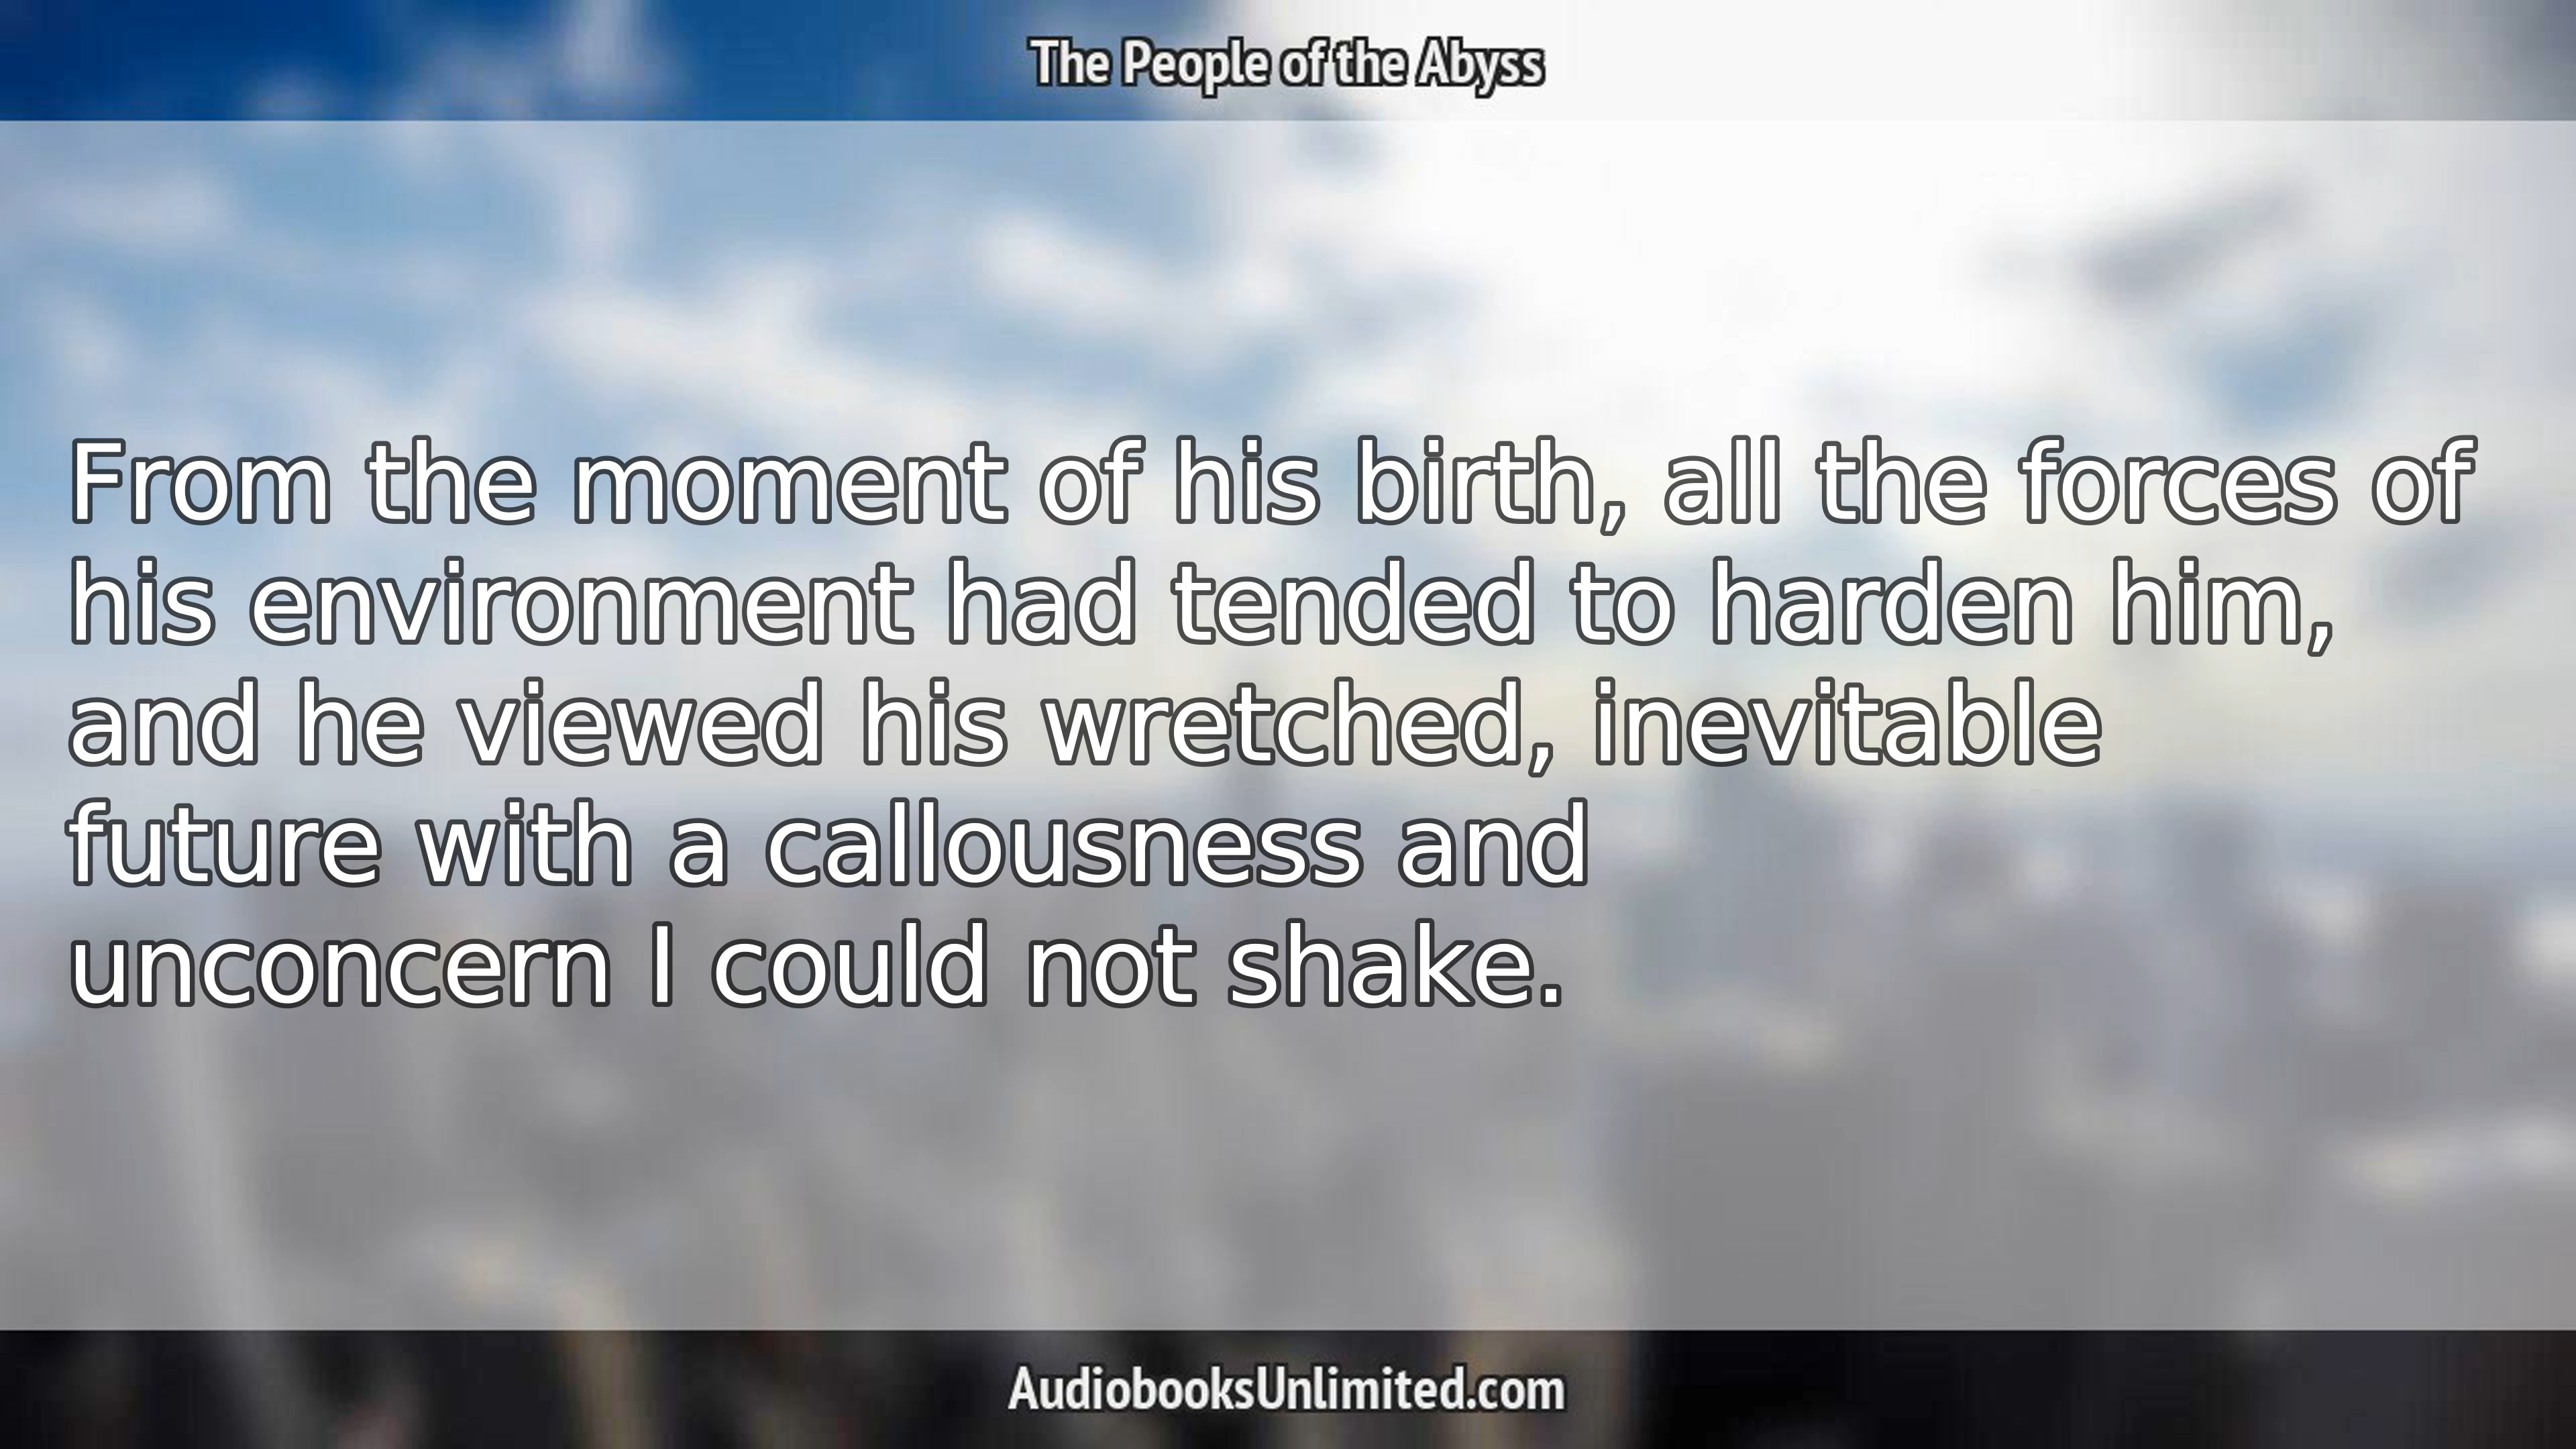 The People of the Abyss
From the moment of his birth, all the forces of
his environment had tended to harden him,
and he viewed his wretched, inevitable
future with a callousness and
unconcern I could not shake.
AudiobooksUnlimited.com